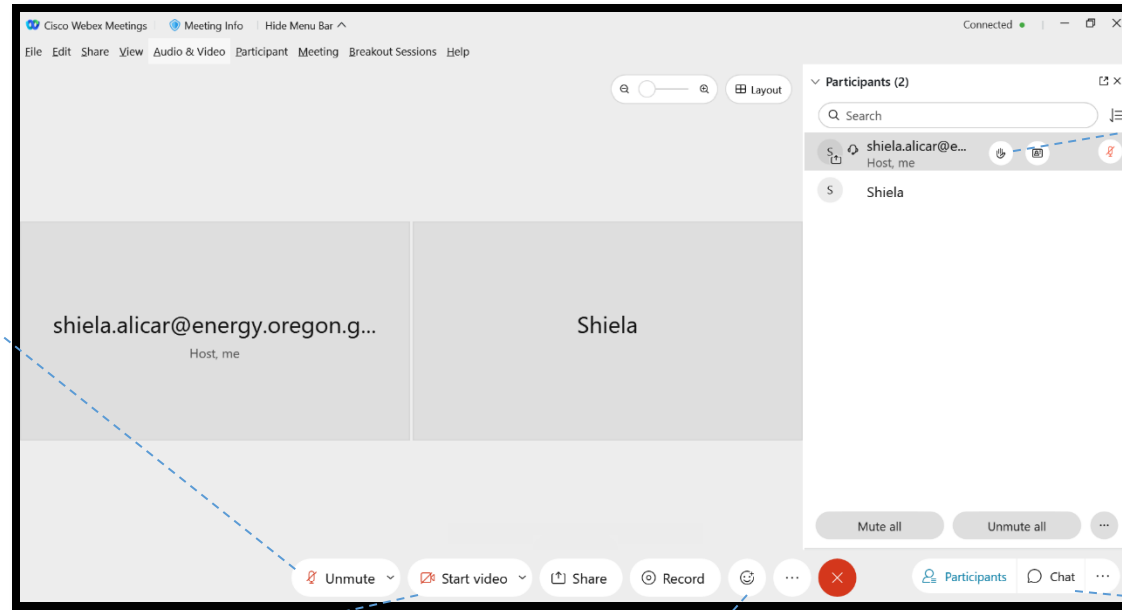 Cisco Webex Meetings Meeting Info Hide Menu Bar
Connected
File Edit Share View Audio & Video Participant Meeting Breakout Sessions Help
Layout
Participants (2)
Search
S shiela.alicar@e...
Host, me
S Shiela
shiela.alicar@energy.oregon.g...
Host, me
Shiela
Mute all Unmute all ...
Unmute Start video Share Record ... Participants Chat ...